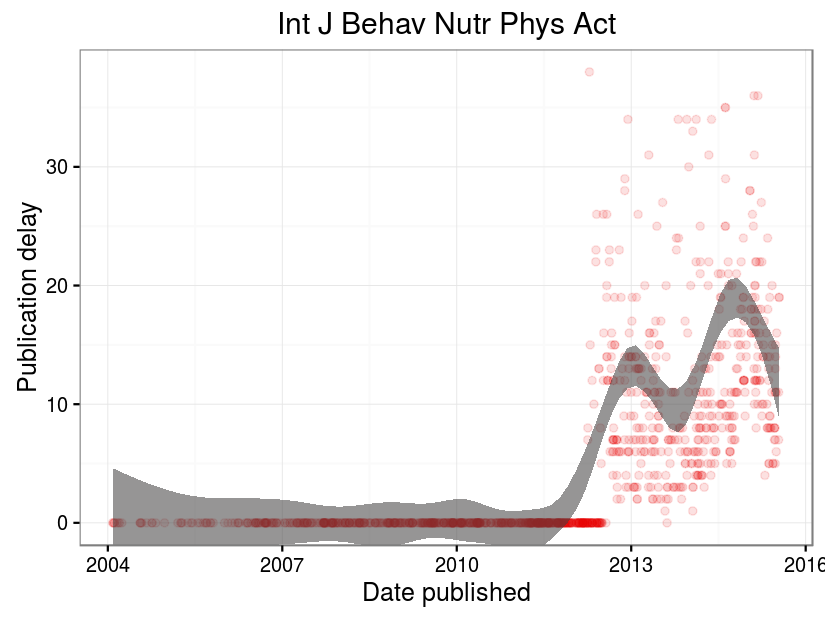 Int J Behav Nutr Phys Act
Publication delay
30
20
10
0
2004 2007 2010 2013 2016
Date published